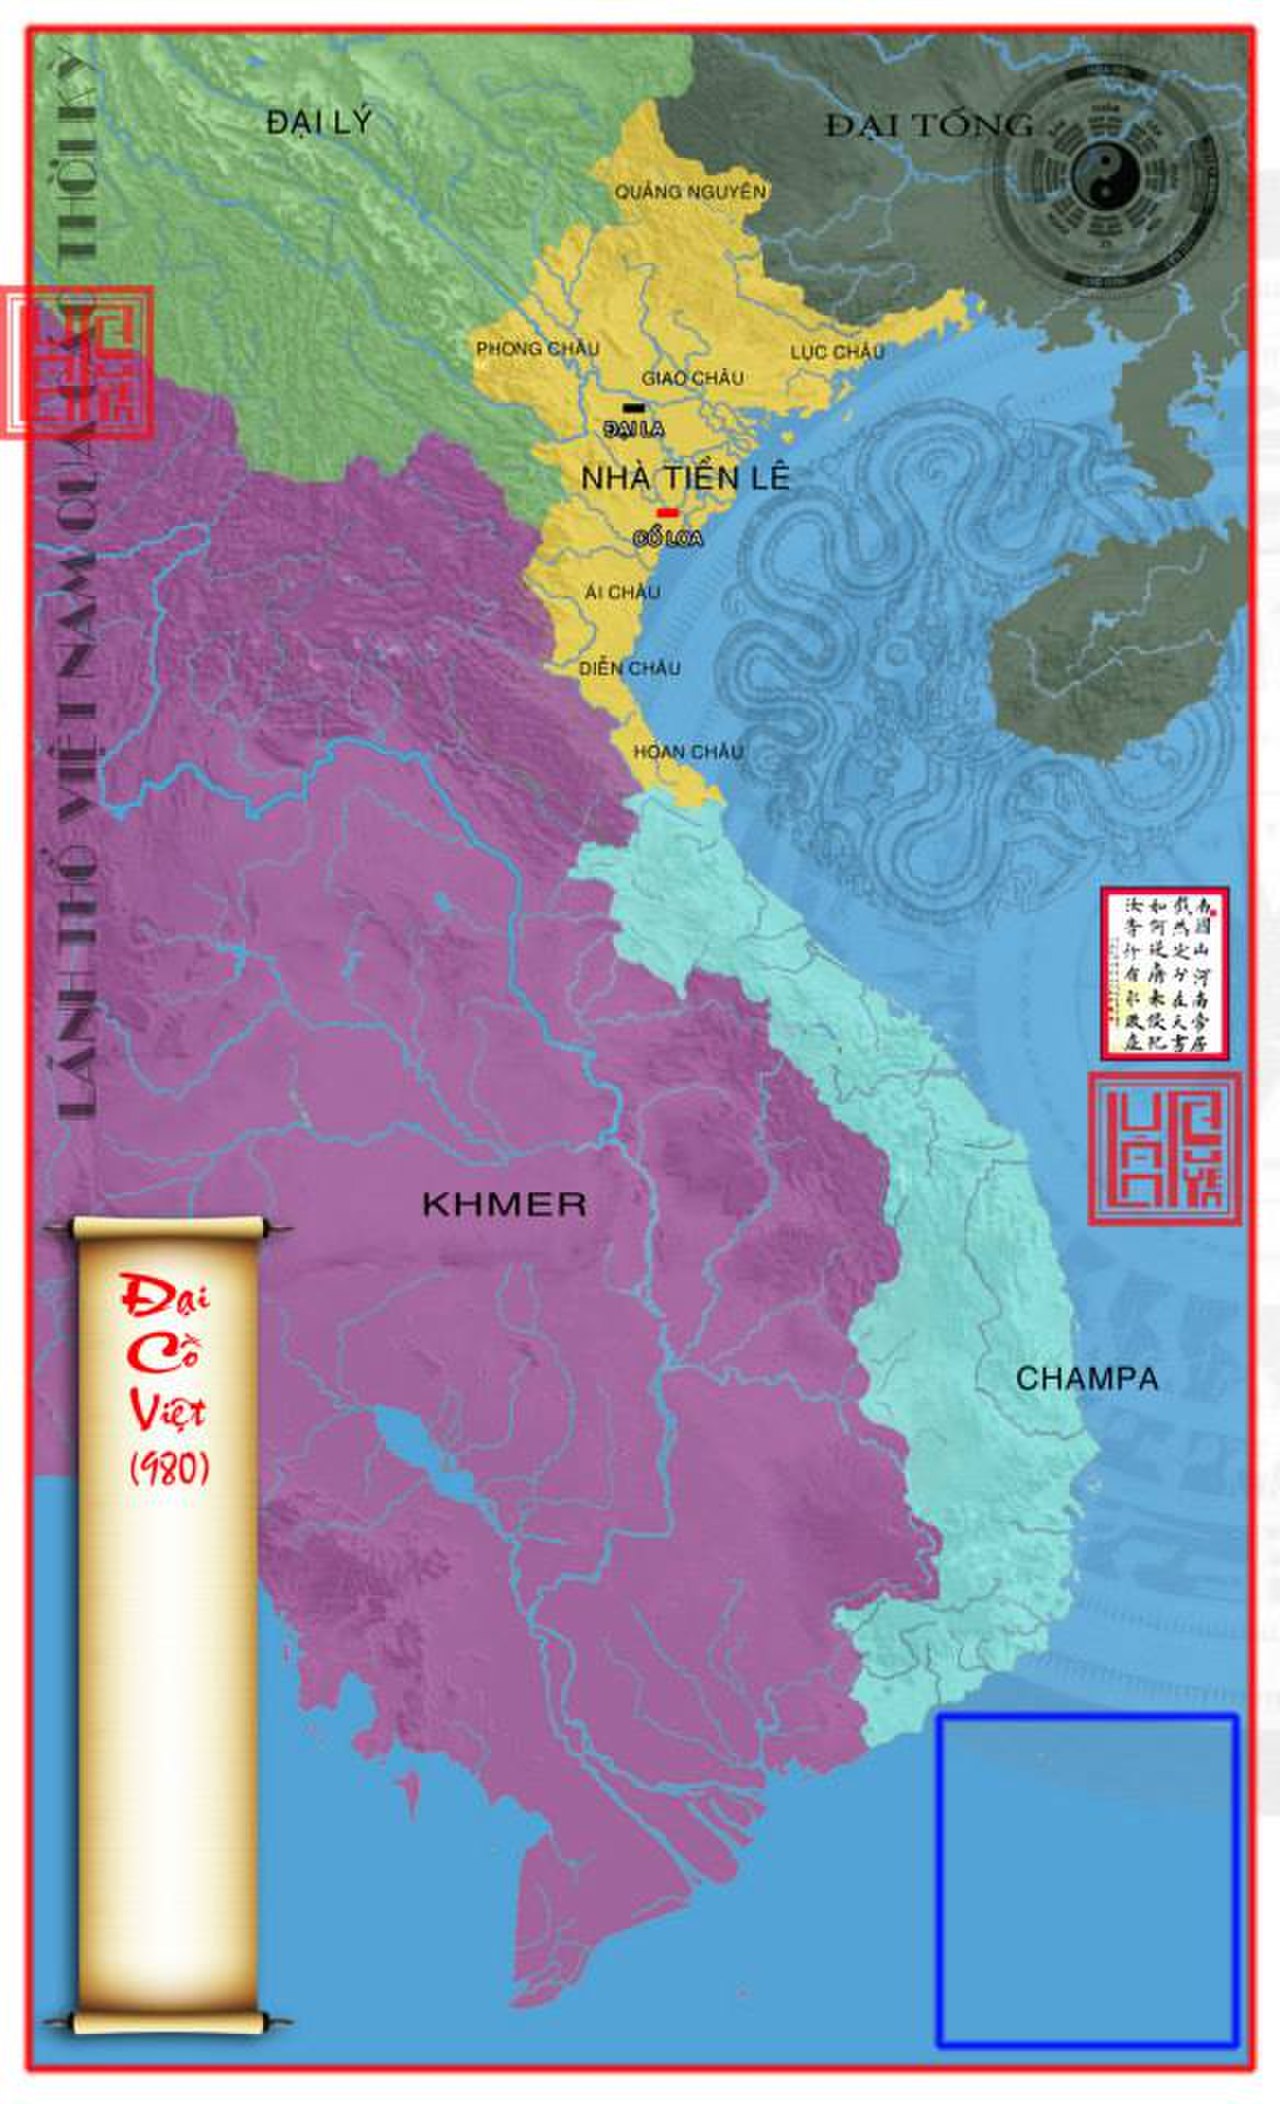 LÃNH THỔ VIỆT NAM QUA CÁC THỜI KỲ
ĐẠI LÝ
ĐẠI TỐNG
QUẢNG NGUYÊN
PHONG CHÂU
LỤC CHÂU
GIAO CHÂU
ĐẠI LA
NHÀ TIỀN LÊ
CỔ LOA
ÁI CHÂU
DIỄN CHÂU
HOAN CHÂU
南國山河南帝居
截然定分在天書
如何逆虜來侵犯
汝等行看取敗虛
KHMER
CHAMPA
Đại
Cồ
Việt
(980)